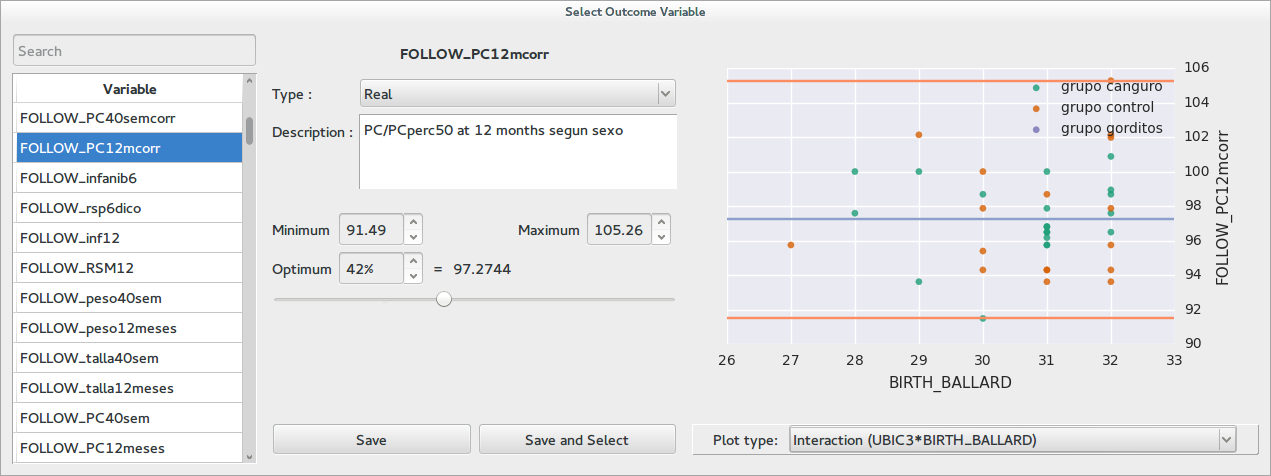 Select Outcome Variable
Search
Variable
FOLLOW_PC40semcorr
FOLLOW_PC12mcorr
FOLLOW_infanib6
FOLLOW_rsp6dico
FOLLOW_inf12
FOLLOW_RSM12
FOLLOW_peso40sem
FOLLOW_peso12meses
FOLLOW_talla40sem
FOLLOW_talla12meses
FOLLOW_PC40sem
FOLLOW_PC12meses
FOLLOW_PC12mcorr
Type : Real
Description : PC/PCperc50 at 12 months segun sexo
Minimum 91.49 Maximum 105.26
Optimum 42% = 97.2744
Save Save and Select
grupo canguro
grupo control
grupo gorditos
106
104
102
100
98
96
94
92
90
FOLLOW_PC12mcorr
26 27 28 29 30 31 32 33
BIRTH_BALLARD
Plot type: Interaction (UBIC3*BIRTH_BALLARD)